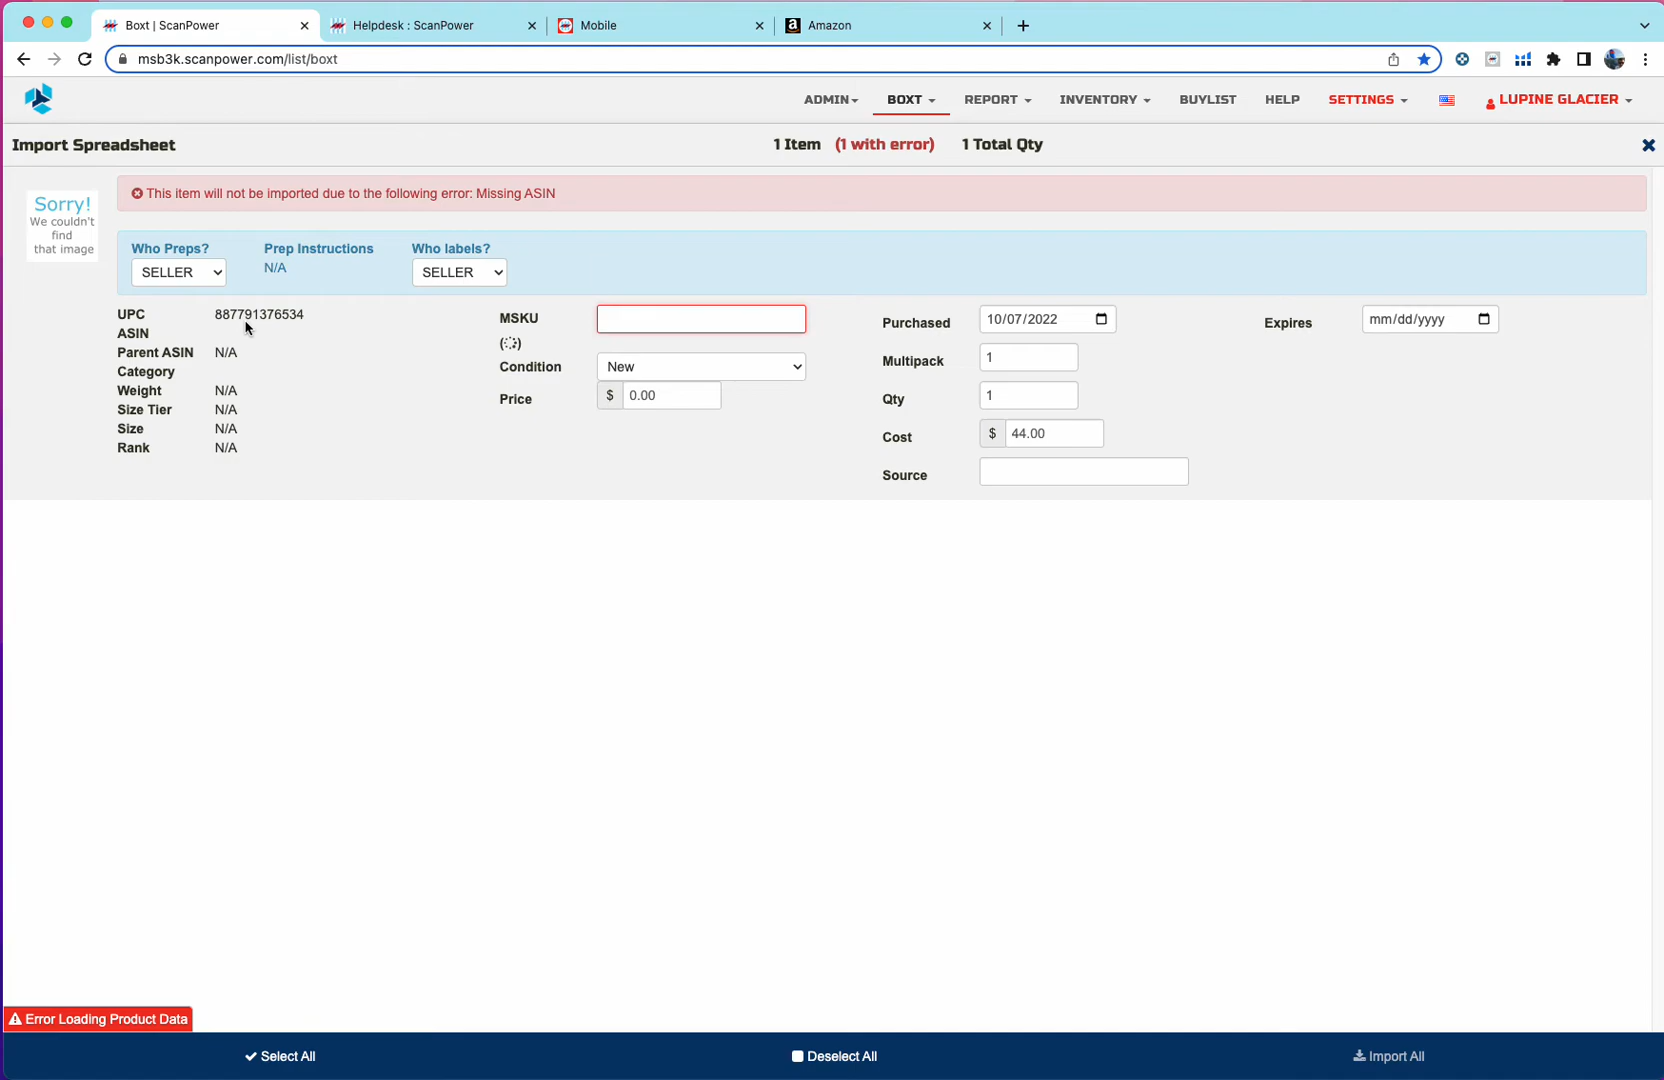 Boxt | ScanPower
Helpdesk : ScanPower
Mobile
Amazon
msb3k.scanpower.com/list/boxt
ADMIN BOXT REPORT INVENTORY BUYLIST HELP SETTINGS LUPINE GLACIER
Import Spreadsheet 1 Item (1 with error) 1 Total Qty
Sorry!
We couldn't
find
that image
This item will not be imported due to the following error: Missing ASIN
Who Preps? Prep Instructions Who labels?
SELLER N/A SELLER
UPC 887791376534
ASIN
Parent ASIN N/A
Category
Weight N/A
Size Tier N/A
Size N/A
Rank N/A
MSKU
Condition New
Price $ 0.00
Purchased 10/07/2022
Multipack 1
Qty 1
Cost $ 44.00
Source
Expires mm/dd/yyyy
Error Loading Product Data
Select All Deselect All Import All